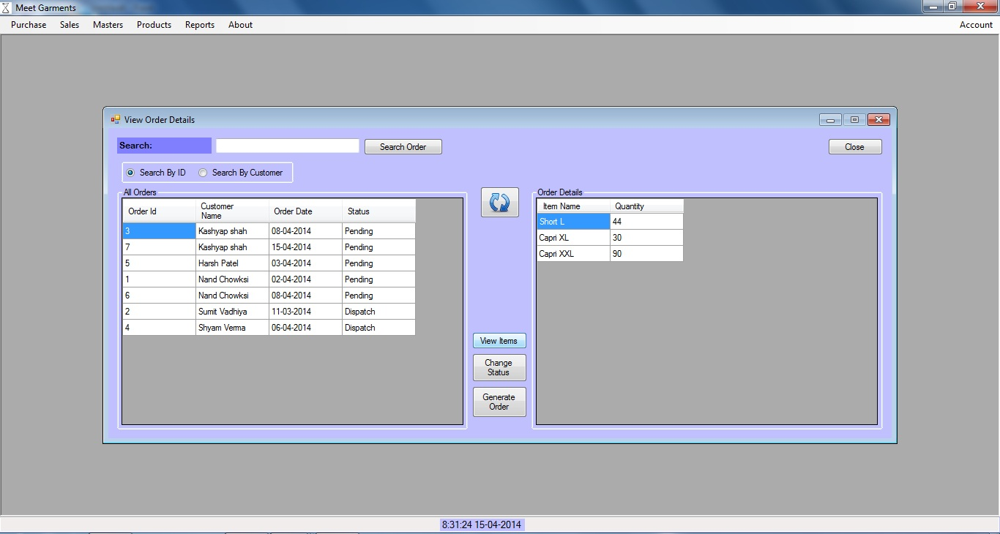 Meet Garments
Purchase Sales Masters Products Reports About Account
View Order Details
Search: Search Order Close
Search By ID Search By Customer
All Orders
Order Id Customer Name Order Date Status
3 Kashyap shah 08-04-2014 Pending
7 Kashyap shah 15-04-2014 Pending
5 Harsh Patel 03-04-2014 Pending
1 Nand Chowksi 02-04-2014 Pending
6 Nand Chowksi 08-04-2014 Pending
2 Sumit Vadhiya 11-03-2014 Dispatch
4 Shyam Verma 06-04-2014 Dispatch
View Items
Change
Status
Generate
Order
Order Details
Item Name Quantity
Short L 44
Capri XL 30
Capri XXL 90
8:31:24 15-04-2014